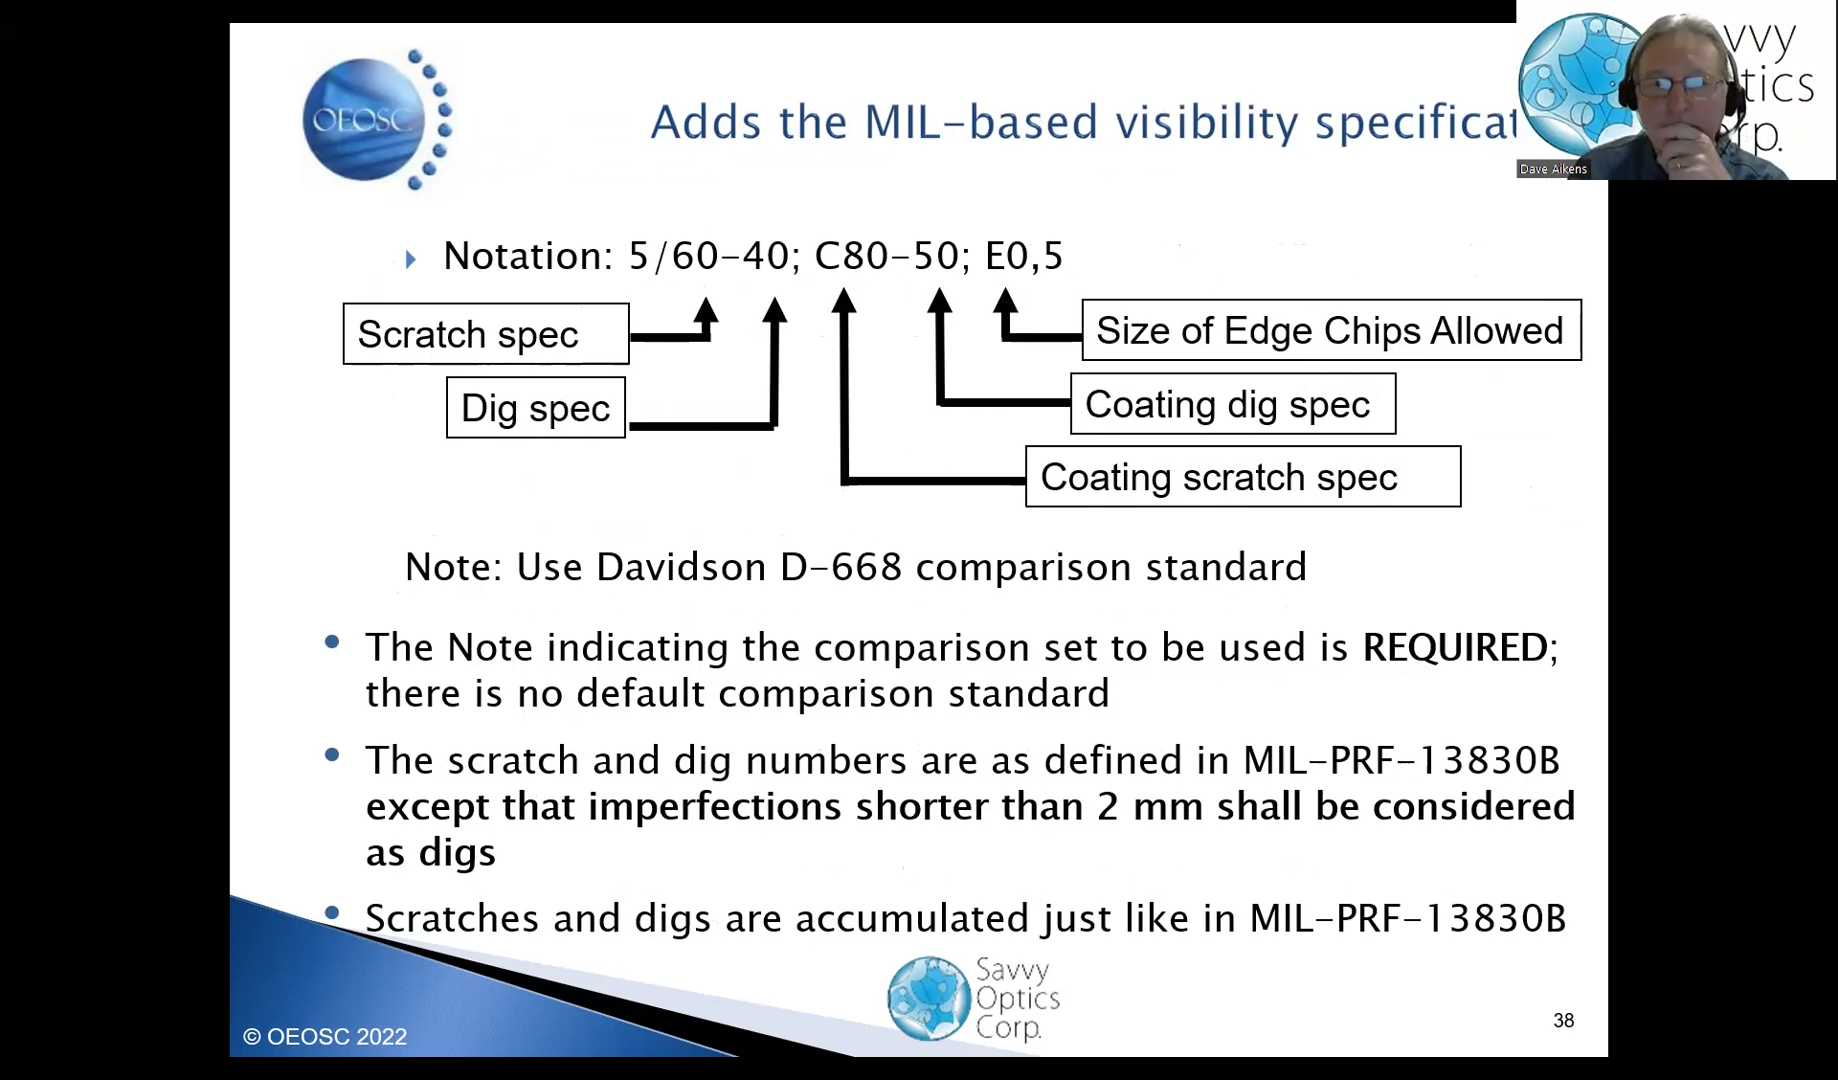 OEOSC
Adds the MIL-based visibility specificat
vvy
tics
rp.
Dave Aikens
Notation: 5/60-40; C80-50; E0,5
Scratch spec
Size of Edge Chips Allowed
Dig spec
Coating dig spec
Coating scratch spec
Note: Use Davidson D-668 comparison standard
• The Note indicating the comparison set to be used is REQUIRED;
there is no default comparison standard
• The scratch and dig numbers are as defined in MIL-PRF-13830B
except that imperfections shorter than 2 mm shall be considered
as digs
• Scratches and digs are accumulated just like in MIL-PRF-13830B
Savvy
Optics
Corp.
© OEOSC 2022
38